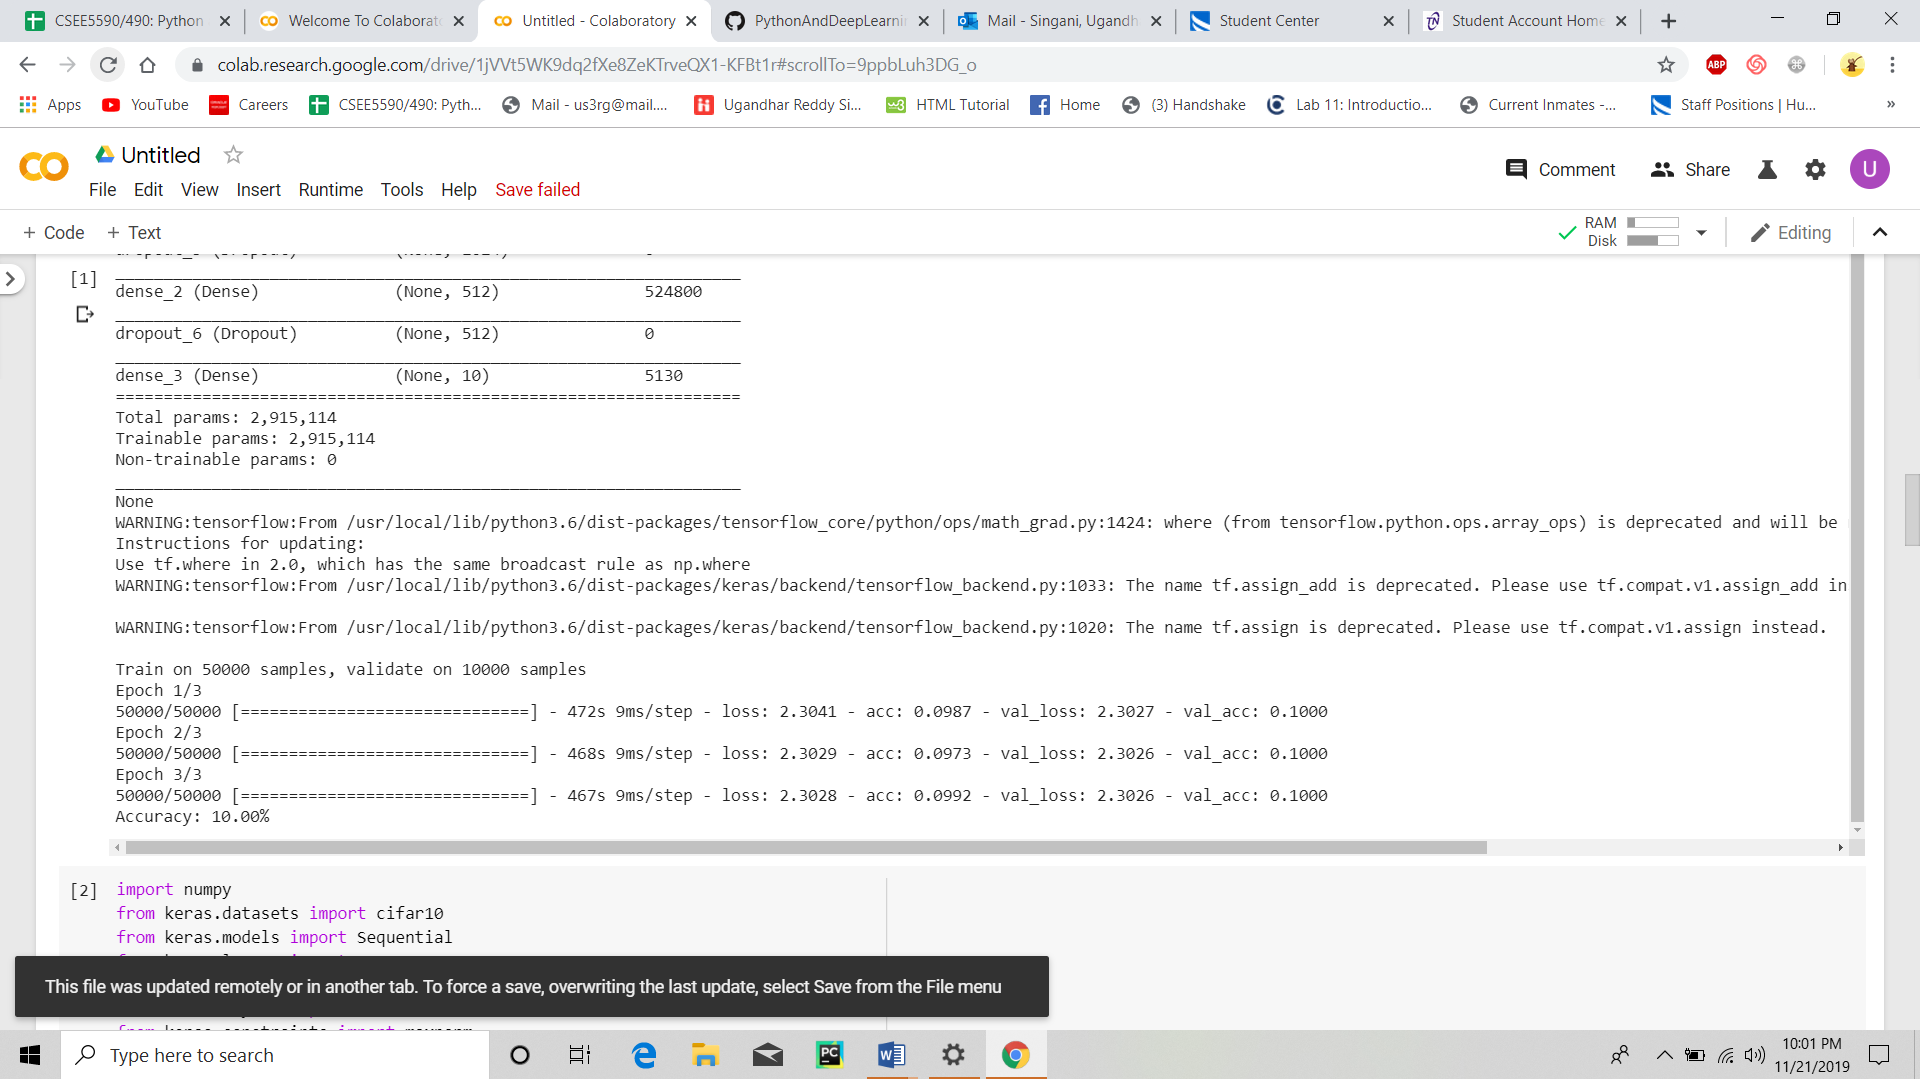 CSEE5590/490: Python
Welcome To Colaborat
Untitled - Colaboratory
PythonAndDeepLearni
Mail - Singani, Ugandh
Student Center
Student Account Home
colab.research.google.com/drive/1jVVt5WK9dq2fXe8ZeKTrveQX1-KFBt1r#scrollTo=9ppbLuh3DG_o
ABP
Apps
YouTube
Careers
CSEE5590/490: Pyth...
Mail - us3rg@mail....
Ugandhar Reddy Si...
HTML Tutorial
Home
(3) Handshake
Lab 11: Introductio...
Current Inmates -...
Staff Positions | Hu...
»
Untitled
File Edit View Insert Runtime Tools Help Save failed
Comment
Share
U
+ Code + Text
RAM
Disk
Editing
[1]
dense_2 (Dense) (None, 512) 524800
dropout_6 (Dropout) (None, 512) 0
dense_3 (Dense) (None, 10) 5130
=================================================================
Total params: 2,915,114
Trainable params: 2,915,114
Non-trainable params: 0
_________________________________________________________________
None
WARNING:tensorflow:From /usr/local/lib/python3.6/dist-packages/tensorflow_core/python/ops/math_grad.py:1424: where (from tensorflow.python.ops.array_ops) is deprecated and will be
Instructions for updating:
Use tf.where in 2.0, which has the same broadcast rule as np.where
WARNING:tensorflow:From /usr/local/lib/python3.6/dist-packages/keras/backend/tensorflow_backend.py:1033: The name tf.assign_add is deprecated. Please use tf.compat.v1.assign_add in
WARNING:tensorflow:From /usr/local/lib/python3.6/dist-packages/keras/backend/tensorflow_backend.py:1020: The name tf.assign is deprecated. Please use tf.compat.v1.assign instead.
Train on 50000 samples, validate on 10000 samples
Epoch 1/3
50000/50000 [==============================] - 472s 9ms/step - loss: 2.3041 - acc: 0.0987 - val_loss: 2.3027 - val_acc: 0.1000
Epoch 2/3
50000/50000 [==============================] - 468s 9ms/step - loss: 2.3029 - acc: 0.0973 - val_loss: 2.3026 - val_acc: 0.1000
Epoch 3/3
50000/50000 [==============================] - 467s 9ms/step - loss: 2.3028 - acc: 0.0992 - val_loss: 2.3026 - val_acc: 0.1000
Accuracy: 10.00%
[2] import numpy
from keras.datasets import cifar10
from keras.models import Sequential
This file was updated remotely or in another tab. To force a save, overwriting the last update, select Save from the File menu
Type here to search
PC
10:01 PM
11/21/2019